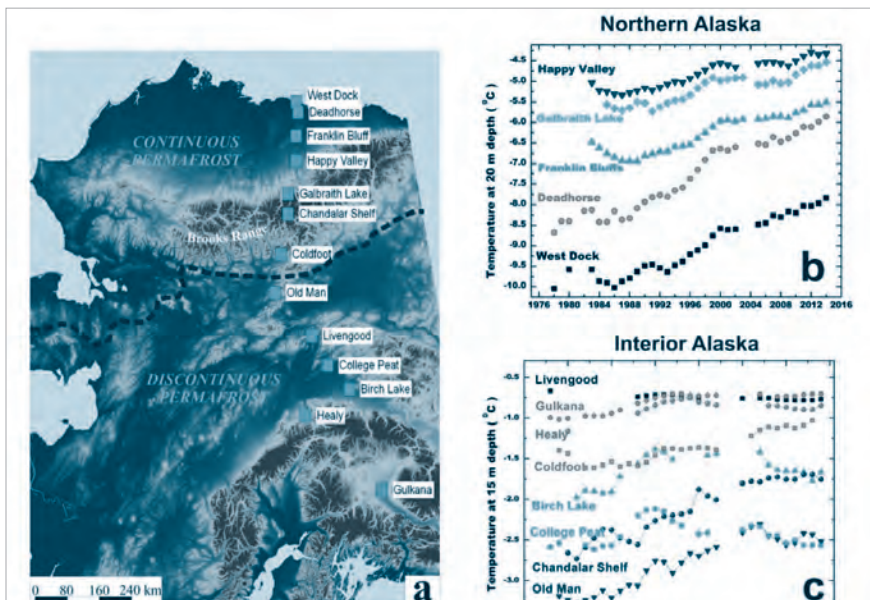 West Dock
Deadhorse
Franklin Bluff
Happy Valley
Galbraith Lake
Chandalar Shelf
Coldfoot
Old Man
Livengood
College Peat
Birch Lake
Healy
Gulkana
CONTINUOUS
PERMAFROST
Brooks Range
DISCONTINUOUS
PERMAFROST
0 80 160 240 km
a
Northern Alaska
Temperature at 20 m depth (°C)
-4.5
-5.0
-5.5
-6.0
-6.5
-7.0
-7.5
-8.0
-8.5
-9.0
-9.5
-10.0
Happy Valley
Galbraith Lake
Franklin Bluffs
Deadhorse
West Dock
b
1976 1980 1984 1988 1992 1996 2000 2004 2008 2012 2016
Interior Alaska
Temperature at 15 m depth (°C)
-0.5
-1.0
-1.5
-2.0
-2.5
-3.0
Livengood
Gulkana
Healy
Coldfoot
Birch Lake
College Peat
Chandalar Shelf
Old Man
c